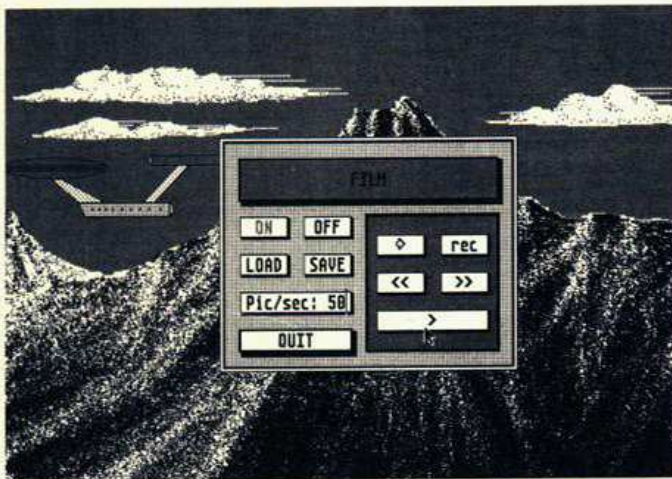 FILM
ON OFF
LOAD SAVE
Pic/sec: 50
QUIT
◇ rec
<< >>
>